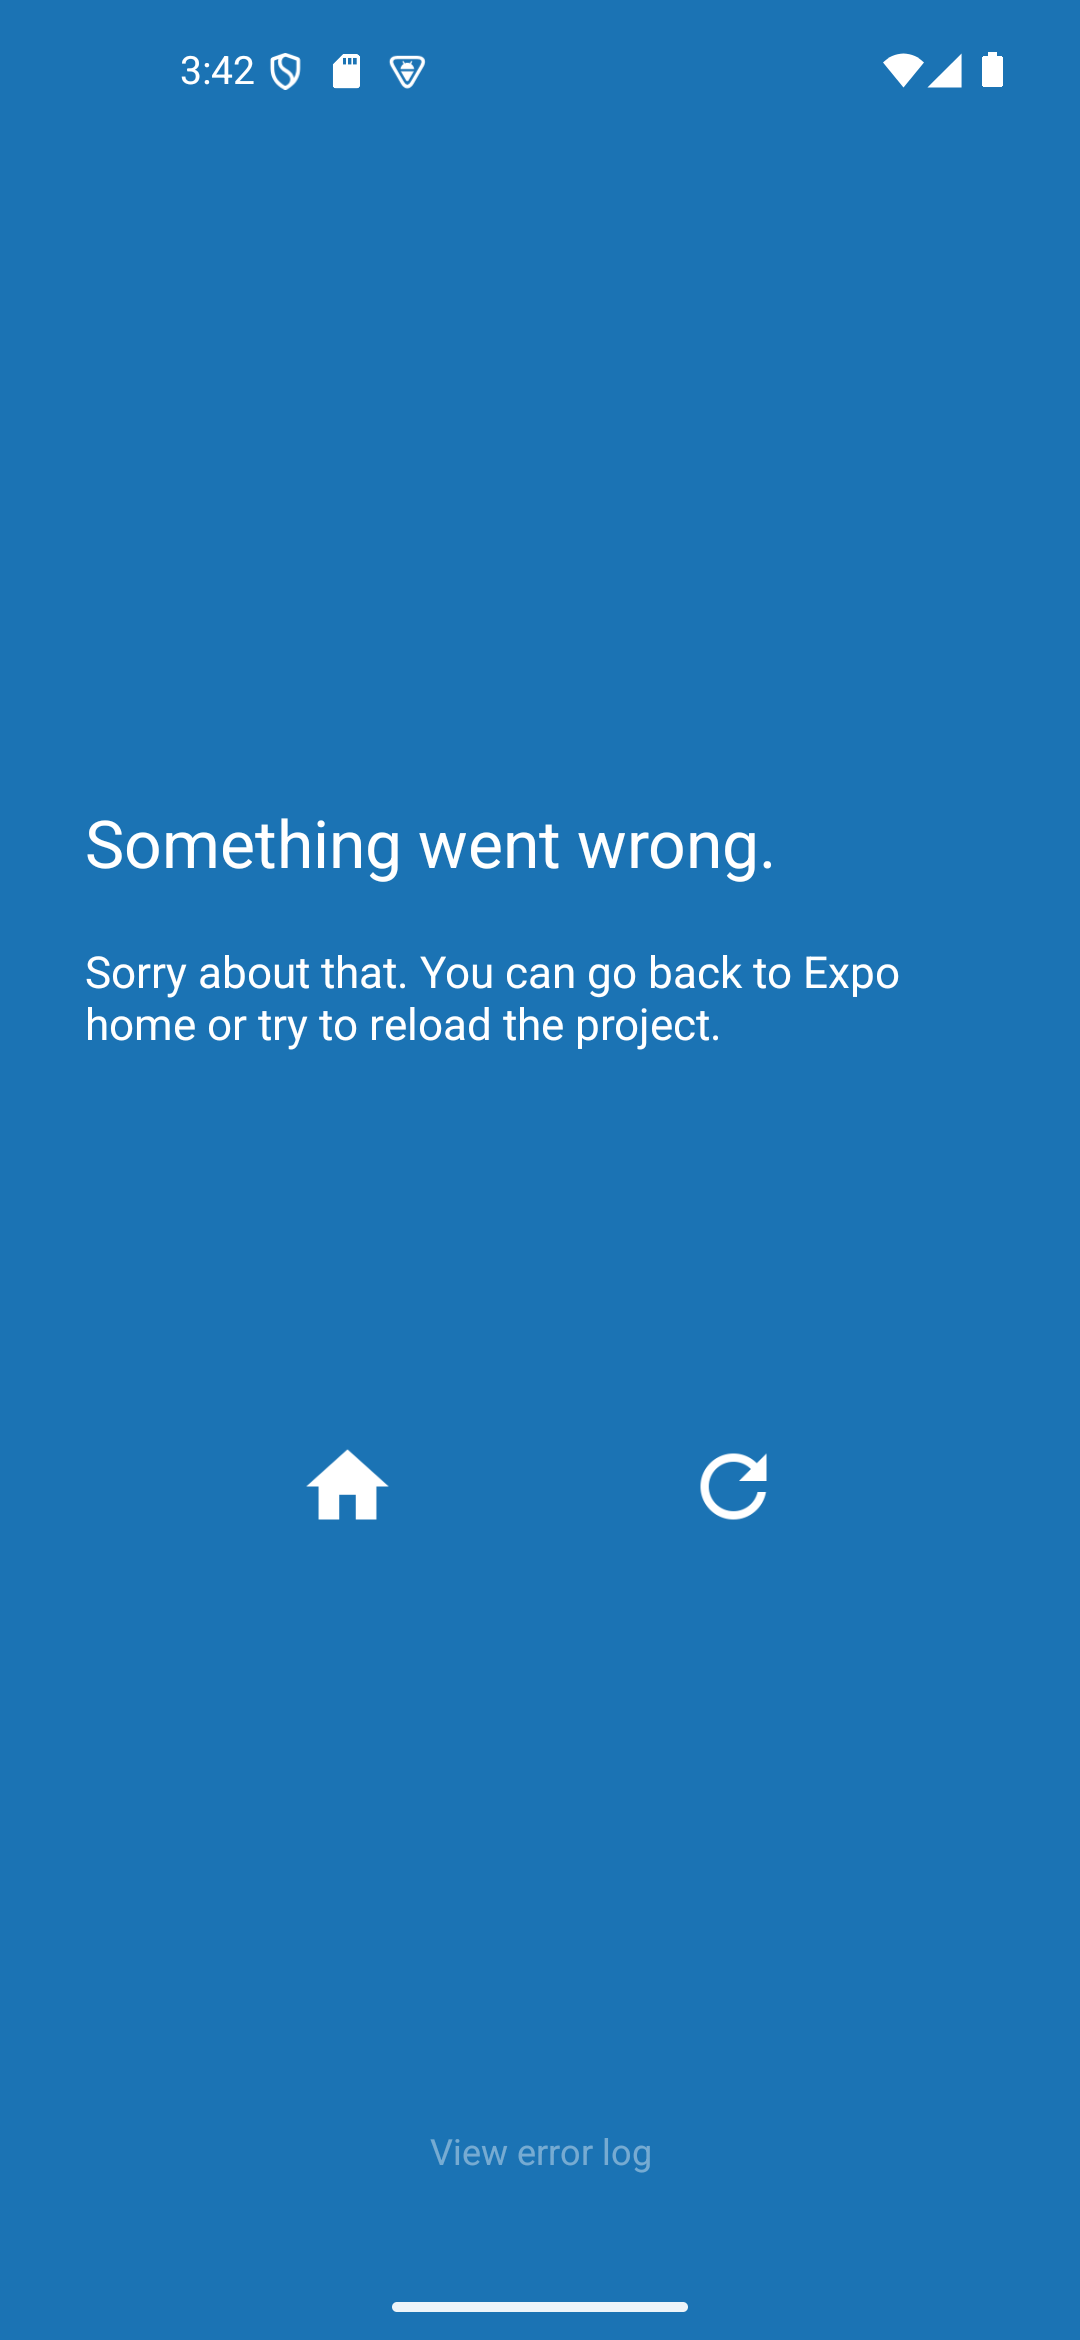 3:42
Something went wrong.
Sorry about that. You can go back to Expo
home or try to reload the project.
View error log